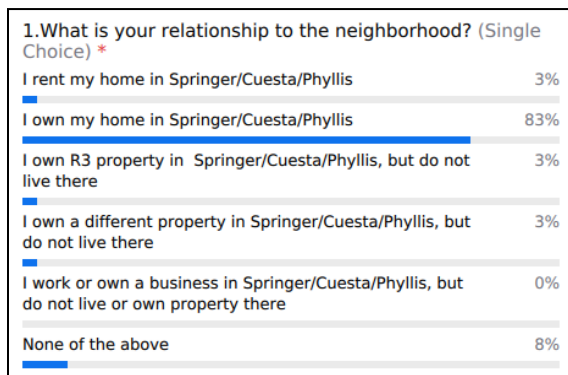 1.What is your relationship to the neighborhood? (Single
Choice) *
I rent my home in Springer/Cuesta/Phyllis 3%
I own my home in Springer/Cuesta/Phyllis 83%
I own R3 property in  Springer/Cuesta/Phyllis, but do not 3%
live there
I own a different property in Springer/Cuesta/Phyllis, but 3%
do not live there
I work or own a business in Springer/Cuesta/Phyllis, but 0%
do not live or own property there
None of the above 8%